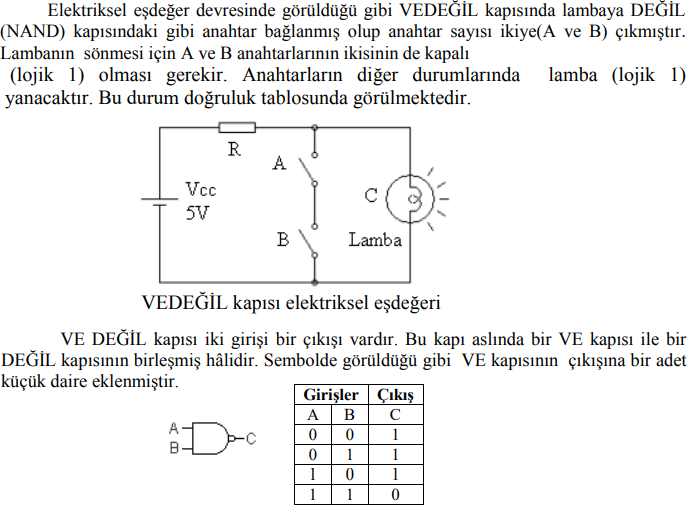 Elektriksel eşdeğer devresinde görüldüğü gibi VEDEĞİL kapısında lambaya DEĞİL
(NAND) kapısındaki gibi anahtar bağlanmış olup anahtar sayısı ikiye(A ve B) çıkmıştır.
Lambanın sönmesi için A ve B anahtarlarının ikisinin de kapalı
(lojik 1) olması gerekir. Anahtarların diğer durumlarında lamba (lojik 1)
yanacaktır. Bu durum doğruluk tablosunda görülmektedir.
R
A
Vcc
5V
C
B
Lamba
VEDEĞİL kapısı elektriksel eşdeğeri
VE DEĞİL kapısı iki girişi bir çıkışı vardır. Bu kapı aslında bir VE kapısı ile bir
DEĞİL kapısının birleşmiş hâlidir. Sembolde görüldüğü gibi VE kapısının çıkışına bir adet
küçük daire eklenmiştir.
A
B
C
Girişler Çıkış
A B C
0 0 1
0 1 1
1 0 1
1 1 0